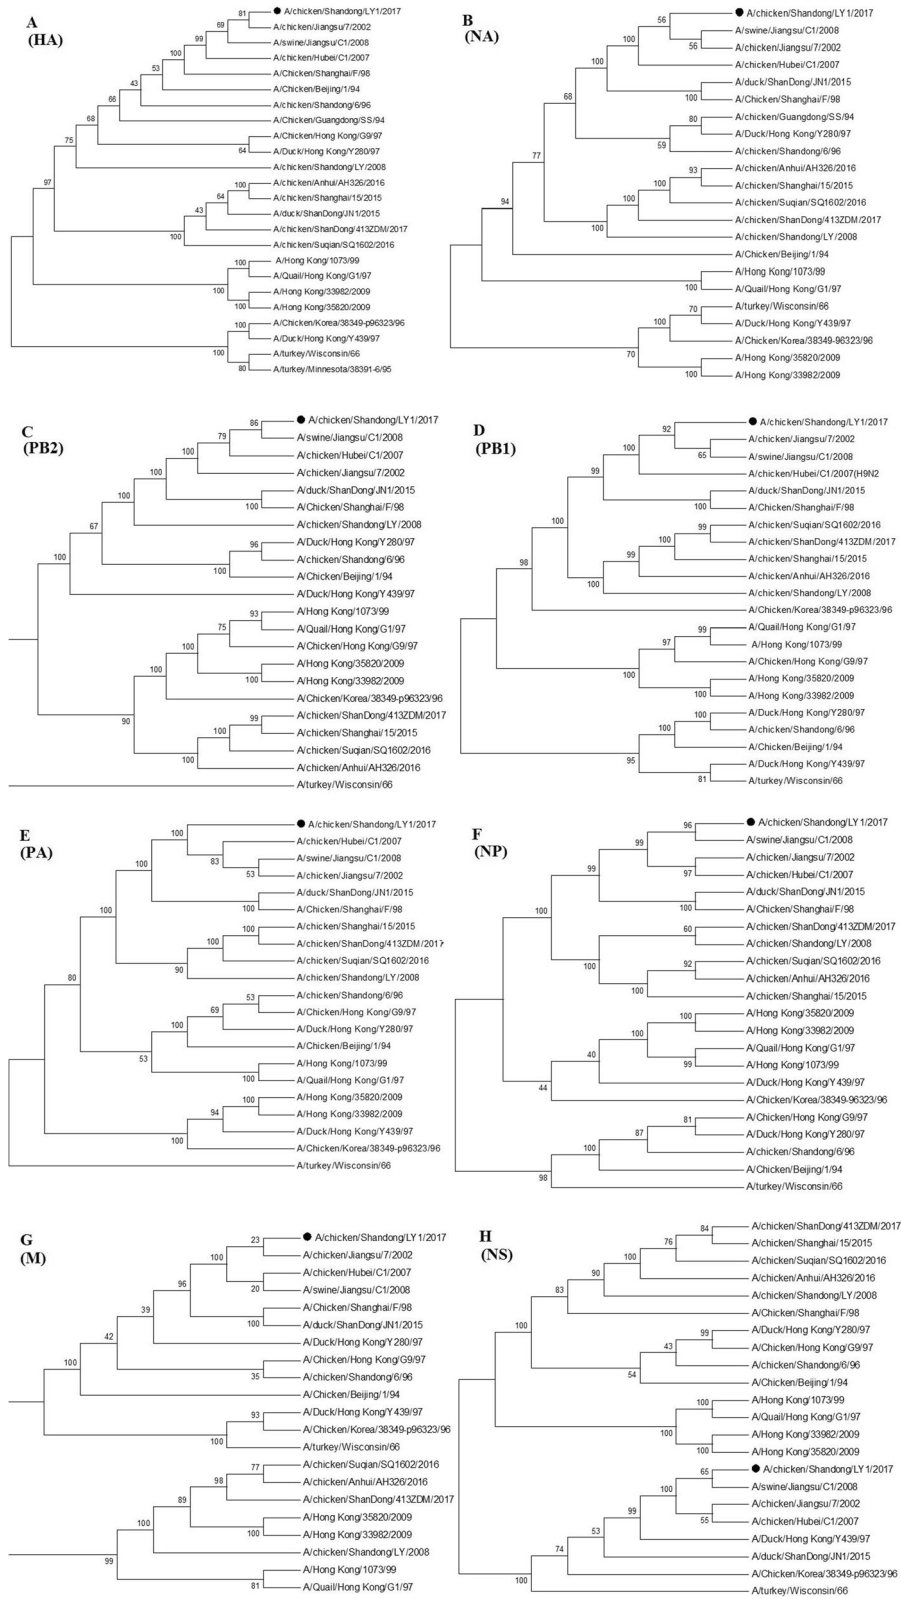 A
(HA)
81
A/chicken/Shandong/LY1/2017
69
A/chicken/Jiangsu/7/2002
99
A/swine/Jiangsu/C1/2008
100
A/chicken/Hubei/C1/2007
53
A/Chicken/Shanghai/F/98
43
A/Chicken/Beijing/1/94
66
A/chicken/Shandong/6/96
68
A/Chicken/Guangdong/SS/94
75
A/Chicken/Hong Kong/G9/97
64
A/Duck/Hong Kong/Y280/97
97
A/chicken/Shandong/LY/2008
100
A/chicken/Anhui/AH326/2016
64
A/chicken/Shanghai/15/2015
43
A/duck/ShanDong/JN1/2015
100
A/chicken/ShanDong/413ZDM/2017
A/chicken/Suqian/SQ1602/2016
100
A/Hong Kong/1073/99
A/Quail/Hong Kong/G1/97
100
A/Hong Kong/33982/2009
100
A/Hong Kong/35820/2009
100
A/Chicken/Korea/38349-p96323/96
A/Duck/Hong Kong/Y439/97
100
A/turkey/Wisconsin/66
80
A/turkey/Minnesota/38391-6/95
B
(NA)
56
A/chicken/Shandong/LY1/2017
100
A/swine/Jiangsu/C1/2008
56
A/chicken/Jiangsu/7/2002
100
A/chicken/Hubei/C1/2007
68
A/duck/ShanDong/JN1/2015
100
A/Chicken/Shanghai/F/98
80
A/chicken/Guangdong/SS/94
A/Duck/Hong Kong/Y280/97
59
A/chicken/Shandong/6/96
77
93
A/chicken/Anhui/AH326/2016
100
A/chicken/Shanghai/15/2015
100
A/chicken/Suqian/SQ1602/2016
A/chicken/ShanDong/413ZDM/2017
100
A/chicken/Shandong/LY/2008
94
A/Chicken/Beijing/1/94
A/Hong Kong/1073/99
100
A/Quail/Hong Kong/G1/97
70
A/turkey/Wisconsin/66
100
A/Duck/Hong Kong/Y439/97
A/Chicken/Korea/38349-96323/96
70
A/Hong Kong/35820/2009
100
A/Hong Kong/33982/2009
C
(PB2)
86
A/chicken/Shandong/LY1/2017
79
A/swine/Jiangsu/C1/2008
100
A/chicken/Hubei/C1/2007
100
A/chicken/Jiangsu/7/2002
100
A/duck/ShanDong/JN1/2015
100
A/Chicken/Shanghai/F/98
67
A/chicken/Shandong/LY/2008
96
A/Duck/Hong Kong/Y280/97
100
A/chicken/Shandong/6/96
100
A/Chicken/Beijing/1/94
A/Duck/Hong Kong/Y439/97
93
A/Hong Kong/1073/99
75
A/Quail/Hong Kong/G1/97
100
A/Chicken/Hong Kong/G9/97
100
A/Hong Kong/35820/2009
100
A/Hong Kong/33982/2009
A/Chicken/Korea/38349-p96323/96
90
99
A/chicken/ShanDong/413ZDM/2017
100
A/chicken/Shanghai/15/2015
A/chicken/Suqian/SQ1602/2016
100
A/chicken/Anhui/AH326/2016
A/turkey/Wisconsin/66
D
(PB1)
92
A/chicken/Shandong/LY1/2017
100
A/chicken/Jiangsu/7/2002
65
A/swine/Jiangsu/C1/2008
99
A/chicken/Hubei/C1/2007(H9N2
A/duck/ShanDong/JN1/2015
100
A/Chicken/Shanghai/F/98
100
99
A/chicken/Suqian/SQ1602/2016
100
A/chicken/ShanDong/413ZDM/2017
99
A/chicken/Shanghai/15/2015
A/chicken/Anhui/AH326/2016
100
A/chicken/Shandong/LY/2008
98
A/Chicken/Korea/38349-p96323/96
99
A/Quail/Hong Kong/G1/97
97
A/Hong Kong/1073/99
A/Chicken/Hong Kong/G9/97
100
A/Hong Kong/35820/2009
100
A/Hong Kong/33982/2009
A/Duck/Hong Kong/Y280/97
100
A/chicken/Shandong/6/96
100
A/Chicken/Beijing/1/94
95
A/Duck/Hong Kong/Y439/97
81
A/turkey/Wisconsin/66
E
(PA)
100
A/chicken/Shandong/LY1/2017
A/chicken/Hubei/C1/2007
83
A/swine/Jiangsu/C1/2008
53
A/chicken/Jiangsu/7/2002
100
A/duck/ShanDong/JN1/2015
100
A/Chicken/Shanghai/F/98
100
100
A/chicken/Shanghai/15/2015
100
A/chicken/ShanDong/413ZDM/2017
A/chicken/Suqian/SQ1602/2016
90
A/chicken/Shandong/LY/2008
80
53
A/chicken/Shandong/6/96
69
A/Chicken/Hong Kong/G9/97
100
A/Duck/Hong Kong/Y280/97
A/Chicken/Beijing/1/94
53
A/Hong Kong/1073/99
100
A/Quail/Hong Kong/G1/97
100
A/Hong Kong/35820/2009
94
A/Hong Kong/33982/2009
A/Duck/Hong Kong/Y439/97
100
A/Chicken/Korea/38349-p96323/96
A/turkey/Wisconsin/66
F
(NP)
96
A/chicken/Shandong/LY1/2017
99
A/swine/Jiangsu/C1/2008
A/chicken/Jiangsu/7/2002
97
A/chicken/Hubei/C1/2007
99
A/duck/ShanDong/JN1/2015
100
A/Chicken/Shanghai/F/98
100
60
A/chicken/ShanDong/413ZDM/2017
A/chicken/Shandong/LY/2008
100
92
A/chicken/Suqian/SQ1602/2016
A/chicken/Anhui/AH326/2016
100
A/chicken/Shanghai/15/2015
100
A/Hong Kong/35820/2009
100
A/Hong Kong/33982/2009
A/Quail/Hong Kong/G1/97
99
A/Hong Kong/1073/99
40
A/Duck/Hong Kong/Y439/97
44
A/Chicken/Korea/38349-96323/96
81
A/Chicken/Hong Kong/G9/97
87
A/Duck/Hong Kong/Y280/97
100
A/chicken/Shandong/6/96
A/Chicken/Beijing/1/94
98
A/turkey/Wisconsin/66
G
(M)
23
A/chicken/Shandong/LY1/2017
100
A/chicken/Jiangsu/7/2002
A/chicken/Hubei/C1/2007
20
A/swine/Jiangsu/C1/2008
96
A/Chicken/Shanghai/F/98
100
A/duck/ShanDong/JN1/2015
39
A/Duck/Hong Kong/Y280/97
42
A/Chicken/Hong Kong/G9/97
35
A/chicken/Shandong/6/96
100
A/Chicken/Beijing/1/94
93
A/Duck/Hong Kong/Y439/97
A/Chicken/Korea/38349-p96323/96
100
A/turkey/Wisconsin/66
77
A/chicken/Suqian/SQ1602/2016
98
A/chicken/Anhui/AH326/2016
89
A/chicken/ShanDong/413ZDM/2017
A/Hong Kong/35820/2009
100
A/Hong Kong/33982/2009
100
A/chicken/Shandong/LY/2008
99
A/Hong Kong/1073/99
81
A/Quail/Hong Kong/G1/97
H
(NS)
84
A/chicken/ShanDong/413ZDM/2017
76
A/chicken/Shanghai/15/2015
100
A/chicken/Suqian/SQ1602/2016
90
A/chicken/Anhui/AH326/2016
83
A/chicken/Shandong/LY/2008
A/Chicken/Shanghai/F/98
100
99
A/Duck/Hong Kong/Y280/97
43
A/Chicken/Hong Kong/G9/97
A/chicken/Shandong/6/96
54
A/Chicken/Beijing/1/94
100
A/Hong Kong/1073/99
A/Quail/Hong Kong/G1/97
100
A/Hong Kong/33982/2009
100
A/Hong Kong/35820/2009
65
A/chicken/Shandong/LY1/2017
100
A/swine/Jiangsu/C1/2008
A/chicken/Jiangsu/7/2002
55
A/chicken/Hubei/C1/2007
99
A/Duck/Hong Kong/Y439/97
53
A/duck/ShanDong/JN1/2015
74
A/Chicken/Korea/38349-p96323/96
100
A/turkey/Wisconsin/66